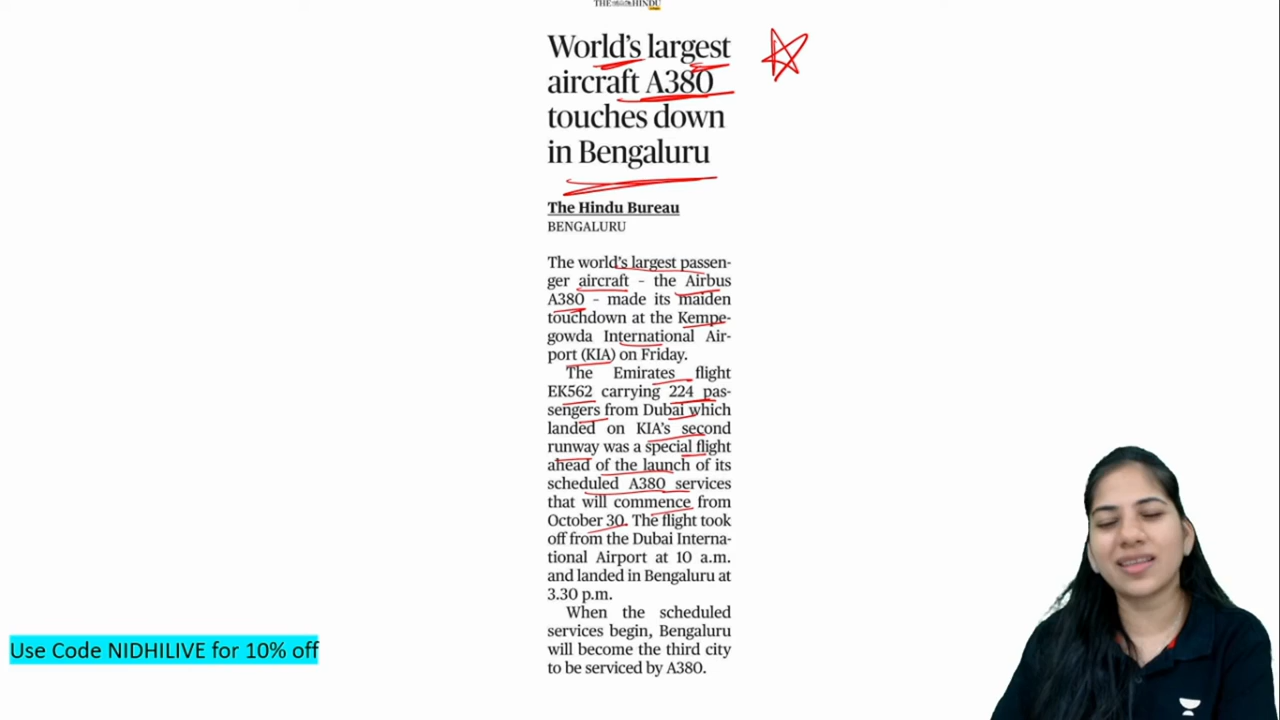 THE HINDU
World's largest
aircraft A380
touches down
in Bengaluru
The Hindu Bureau
BENGALURU
The world's largest passen-
ger aircraft – the Airbus
A380 – made its maiden
touchdown at the Kempe-
gowda International Air-
port (KIA) on Friday.
The Emirates flight
EK562 carrying 224 pas-
sengers from Dubai which
landed on KIA's second
runway was a special flight
ahead of the launch of its
scheduled A380 services
that will commence from
October 30. The flight took
off from the Dubai Interna-
tional Airport at 10 a.m.
and landed in Bengaluru at
3.30 p.m.
When the scheduled
services begin, Bengaluru
will become the third city
to be serviced by A380.
Use Code NIDHILIVE for 10% off